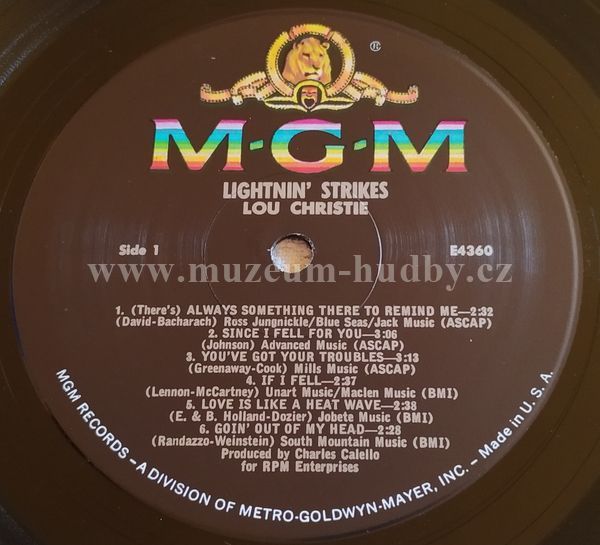 ®
M·G·M
LIGHTNIN' STRIKES
LOU CHRISTIE
Side 1
E4360
www.muzeum-hudby.cz
1. (There's) ALWAYS SOMETHING THERE TO REMIND ME—2:32
(David-Bacharach) Ross Jungnickle/Blue Seas/Jack Music (ASCAP)
2. SINCE I FELL FOR YOU—3:06
(Johnson) Advanced Music (ASCAP)
3. YOU'VE GOT YOUR TROUBLES—3:13
(Greenaway-Cook) Mills Music (ASCAP)
4. IF I FELL—2:37
(Lennon-McCartney) Unart Music/Maclen Music (BMI)
5. LOVE IS LIKE A HEAT WAVE—2:38
(E. & B. Holland-Dozier) Jobete Music (BMI)
6. GOIN' OUT OF MY HEAD—2:28
(Randazzo-Weinstein) South Mountain Music (BMI)
Produced by Charles Calello
for RPM Enterprises
MGM RECORDS – A DIVISION OF METRO-GOLDWYN-MAYER, INC. – Made in U. S. A.